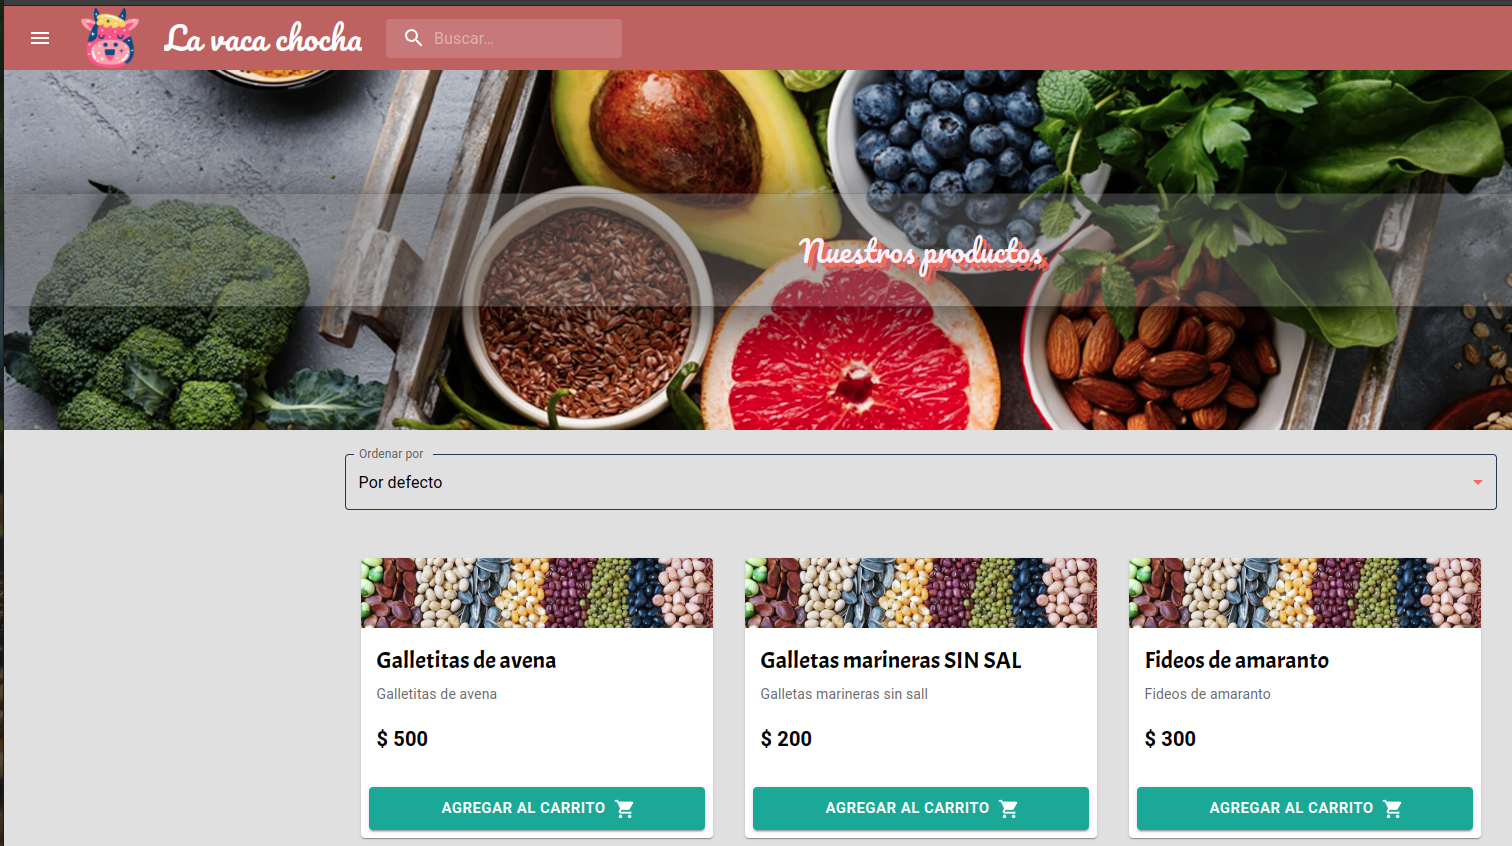 La vaca chocha
Buscar...
Nuestros productos
Ordenar por
Por defecto
Galletitas de avena
Galletitas de avena
$ 500
AGREGAR AL CARRITO
Galletas marineras SIN SAL
Galletas marineras sin sall
$ 200
AGREGAR AL CARRITO
Fideos de amaranto
Fideos de amaranto
$ 300
AGREGAR AL CARRITO